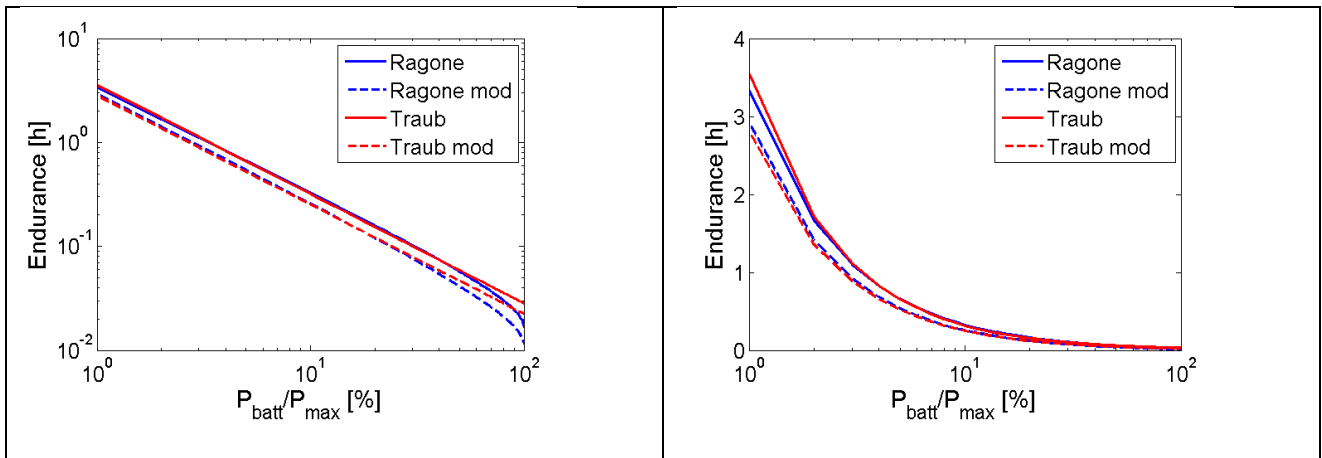 10^1
10^0
10^-1
10^-2
Endurance [h]
Ragone
Ragone mod
Traub
Traub mod
10^0
10^1
10^2
P_batt/P_max [%]
4
3
2
1
0
Endurance [h]
Ragone
Ragone mod
Traub
Traub mod
10^0
10^1
10^2
P_batt/P_max [%]